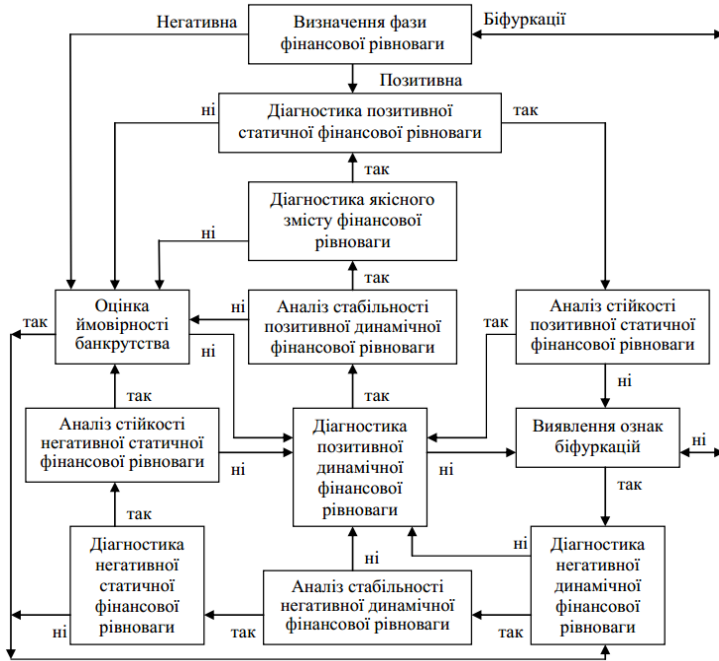 Негативна
Визначення фази
фінансової рівноваги
Біфуркації
Позитивна
ні
Діагностика позитивної
статичної фінансової рівноваги
так
так
Діагностика якісного
змісту фінансової
рівноваги
ні
так
Оцінка
ймовірності
банкрутства
так
ні
Аналіз стабільності
позитивної динамічної
фінансової рівноваги
ні
Аналіз стійкості
позитивної статичної
фінансової рівноваги
так
ні
так
так
Аналіз стійкості
негативної статичної
фінансової рівноваги
ні
Діагностика
позитивної
динамічної
фінансової
рівноваги
ні
Виявлення ознак
біфуркацій
ні
так
так
Діагностика
негативної
статичної
фінансової
рівноваги
ні
ні
Аналіз стабільності
негативної динамічної
фінансової рівноваги
так
ні
Діагностика
негативної
динамічної
фінансової
рівноваги
так